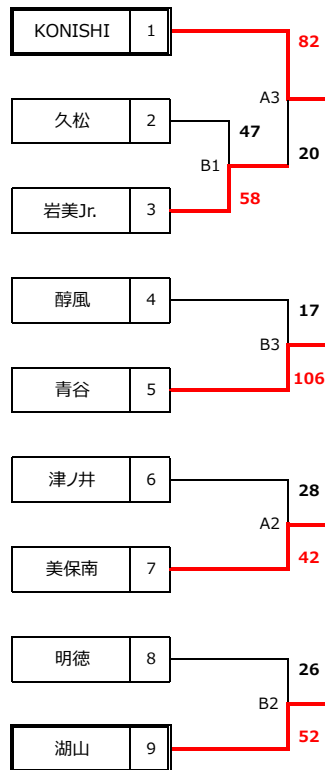 KONISHI 1
82
A3
久松 2
47
20
B1
岩美Jr. 3
58
醇風 4
17
B3
青谷 5
106
津ノ井 6
28
A2
美保南 7
42
明徳 8
26
B2
湖山 9
52